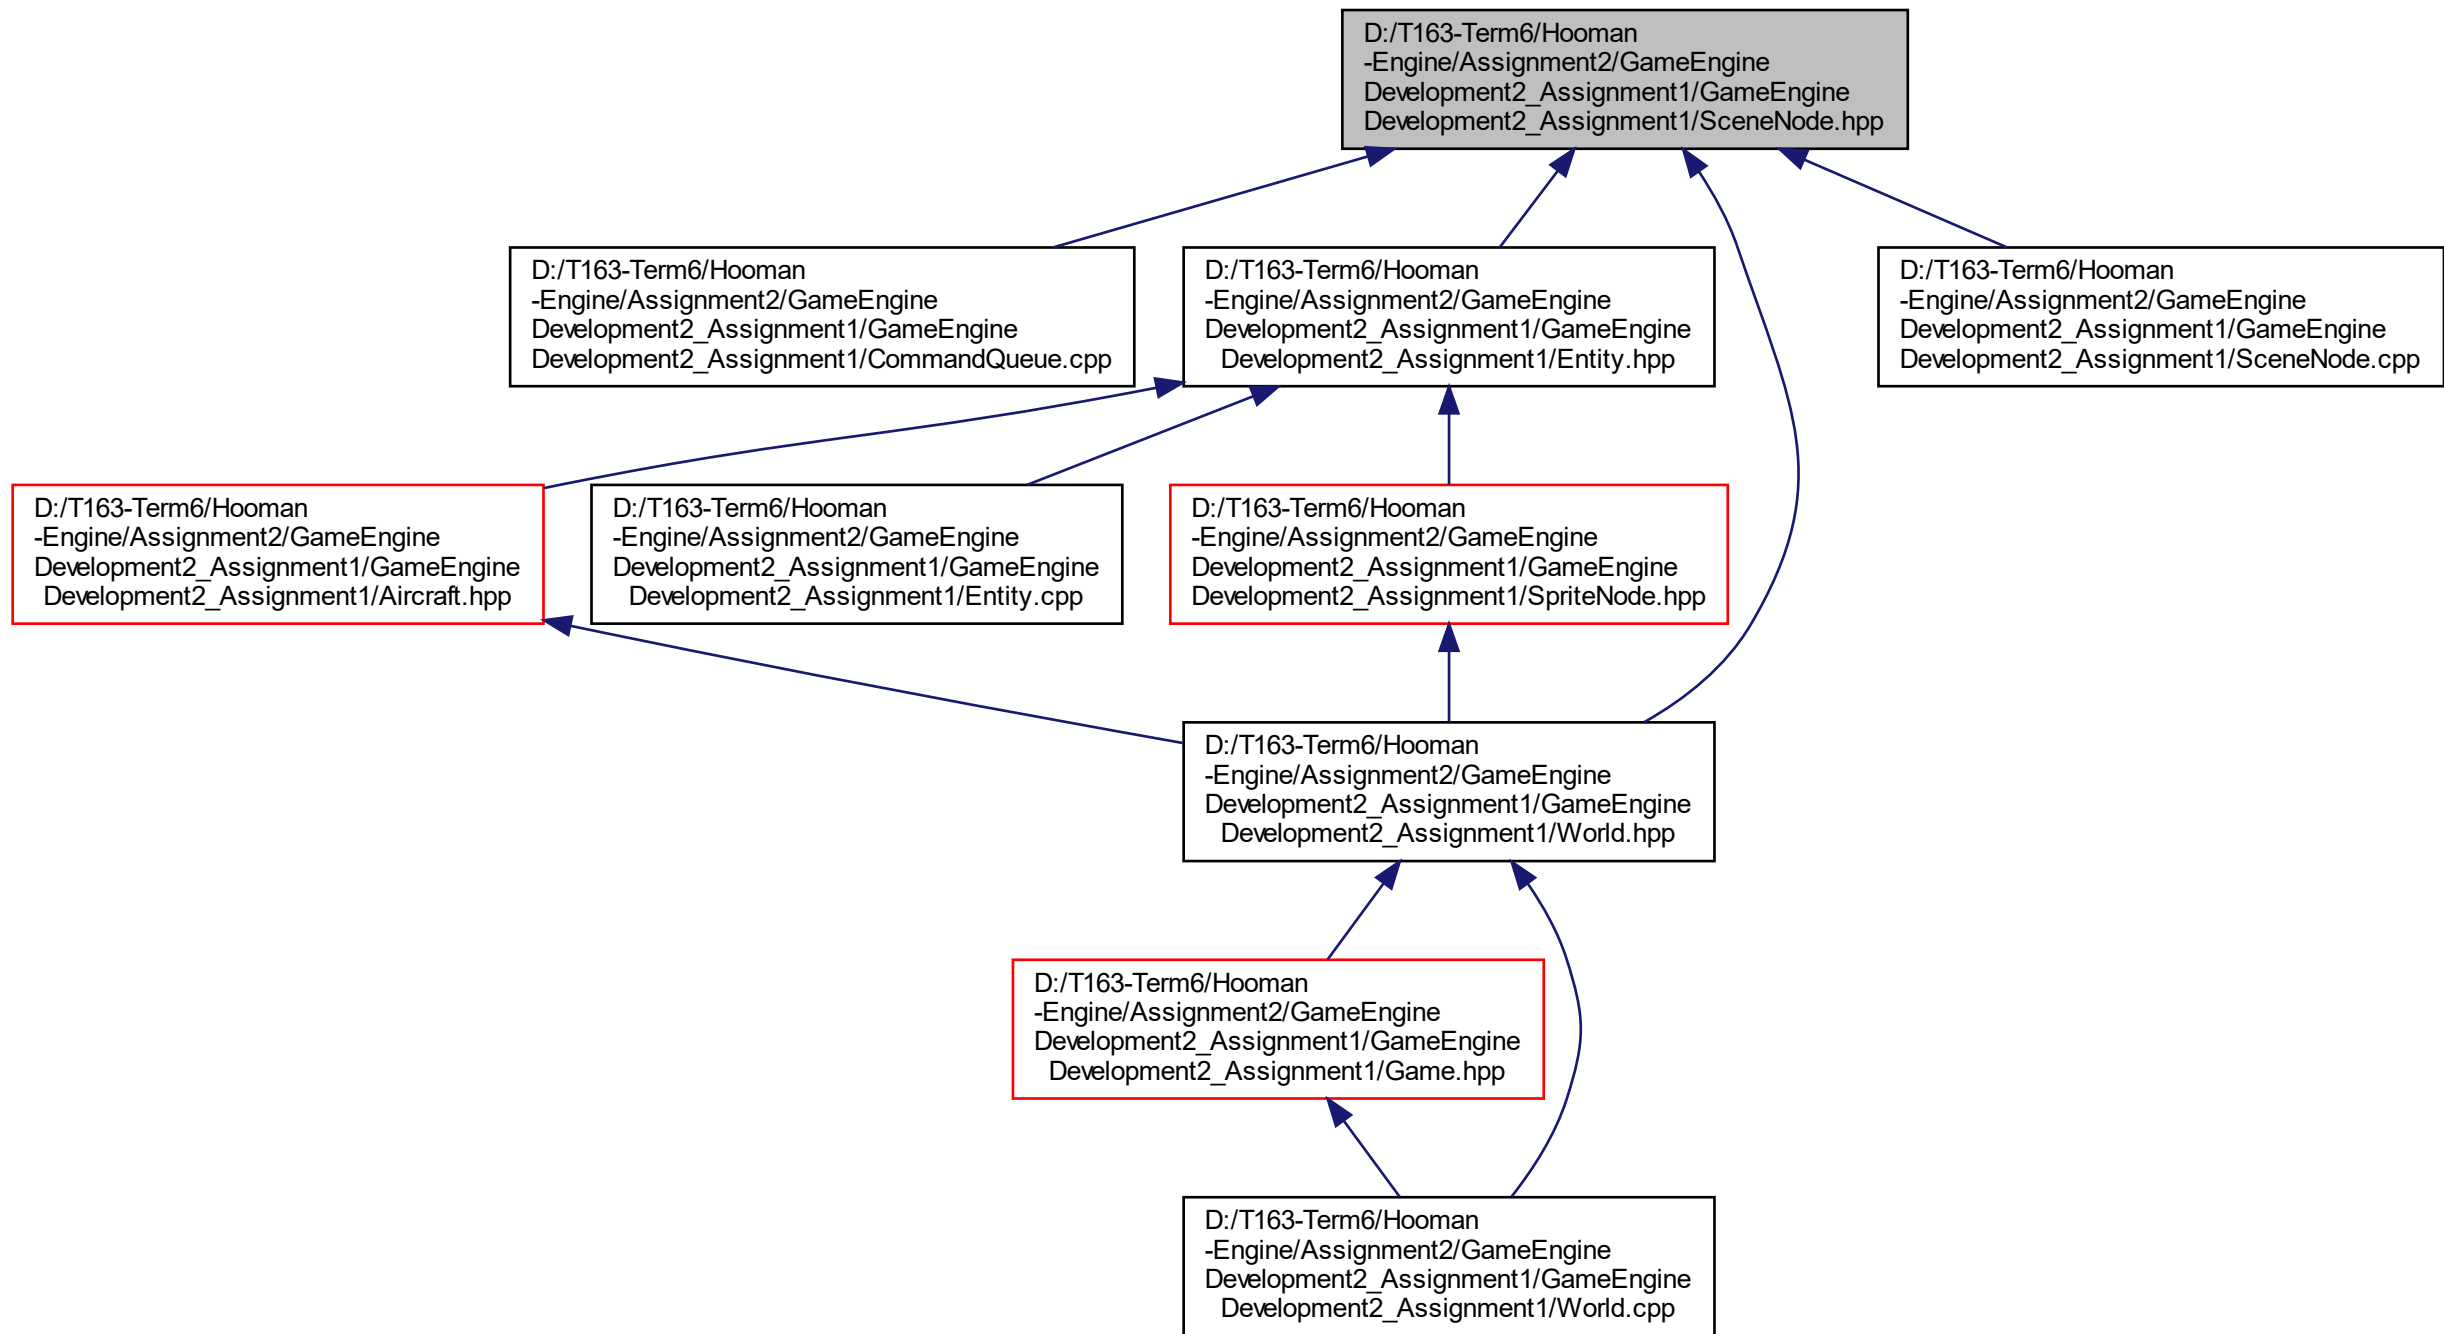 D:/T163-Term6/Hooman
-Engine/Assignment2/GameEngine
Development2_Assignment1/GameEngine
Development2_Assignment1/SceneNode.hpp
D:/T163-Term6/Hooman
-Engine/Assignment2/GameEngine
Development2_Assignment1/GameEngine
Development2_Assignment1/CommandQueue.cpp
D:/T163-Term6/Hooman
-Engine/Assignment2/GameEngine
Development2_Assignment1/GameEngine
Development2_Assignment1/Entity.hpp
D:/T163-Term6/Hooman
-Engine/Assignment2/GameEngine
Development2_Assignment1/GameEngine
Development2_Assignment1/SceneNode.cpp
D:/T163-Term6/Hooman
-Engine/Assignment2/GameEngine
Development2_Assignment1/GameEngine
Development2_Assignment1/Aircraft.hpp
D:/T163-Term6/Hooman
-Engine/Assignment2/GameEngine
Development2_Assignment1/GameEngine
Development2_Assignment1/Entity.cpp
D:/T163-Term6/Hooman
-Engine/Assignment2/GameEngine
Development2_Assignment1/GameEngine
Development2_Assignment1/SpriteNode.hpp
D:/T163-Term6/Hooman
-Engine/Assignment2/GameEngine
Development2_Assignment1/GameEngine
Development2_Assignment1/World.hpp
D:/T163-Term6/Hooman
-Engine/Assignment2/GameEngine
Development2_Assignment1/GameEngine
Development2_Assignment1/Game.hpp
D:/T163-Term6/Hooman
-Engine/Assignment2/GameEngine
Development2_Assignment1/GameEngine
Development2_Assignment1/World.cpp